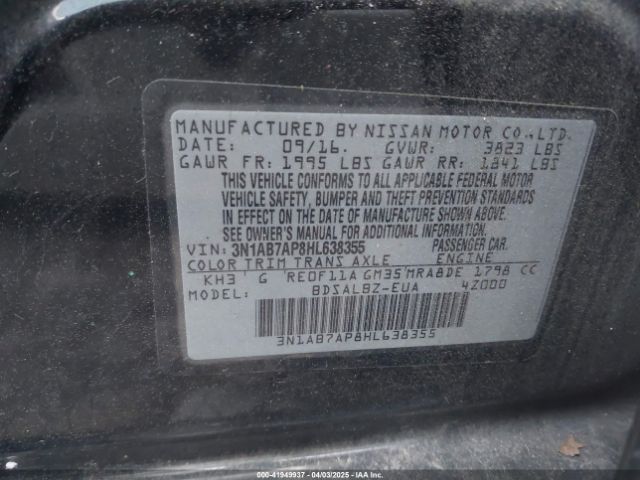 MANUFACTURED BY NISSAN MOTOR CO., LTD.
DATE: 09/16. GVWR: 3823 LBS
GAWR FR: 1995 LBS GAWR RR: 1841 LBS
THIS VEHICLE CONFORMS TO ALL APPLICABLE FEDERAL MOTOR
VEHICLE SAFETY, BUMPER AND THEFT PREVENTION STANDARDS
IN EFFECT ON THE DATE OF MANUFACTURE SHOWN ABOVE.
SEE OWNER'S MANUAL FOR ADDITIONAL INFORMATION.
VIN: 3N1AB7AP8HL638355 PASSENGER CAR.
COLOR TRIM TRANS AXLE ENGINE
KH3 G RE0F11A GM35 MRA8DE 1798 CC
MODEL: BDSALBZ-EUA 42000
3N1AB7AP8HL638355
000-41949937 - 04/03/2025 - IAAI.COM